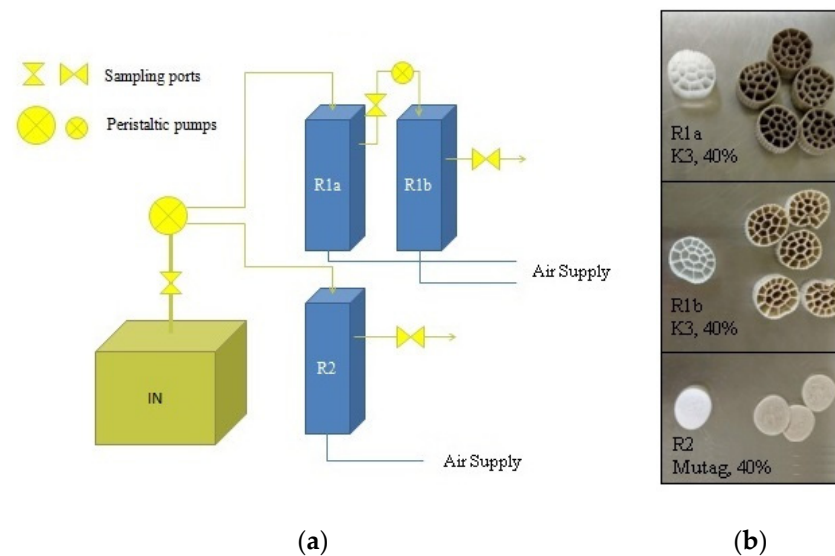 Sampling ports
Peristaltic pumps
R1a
R1b
Air Supply
R2
IN
Air Supply
(a)
R1a
K3, 40%
R1b
K3, 40%
R2
Mutag, 40%
(b)